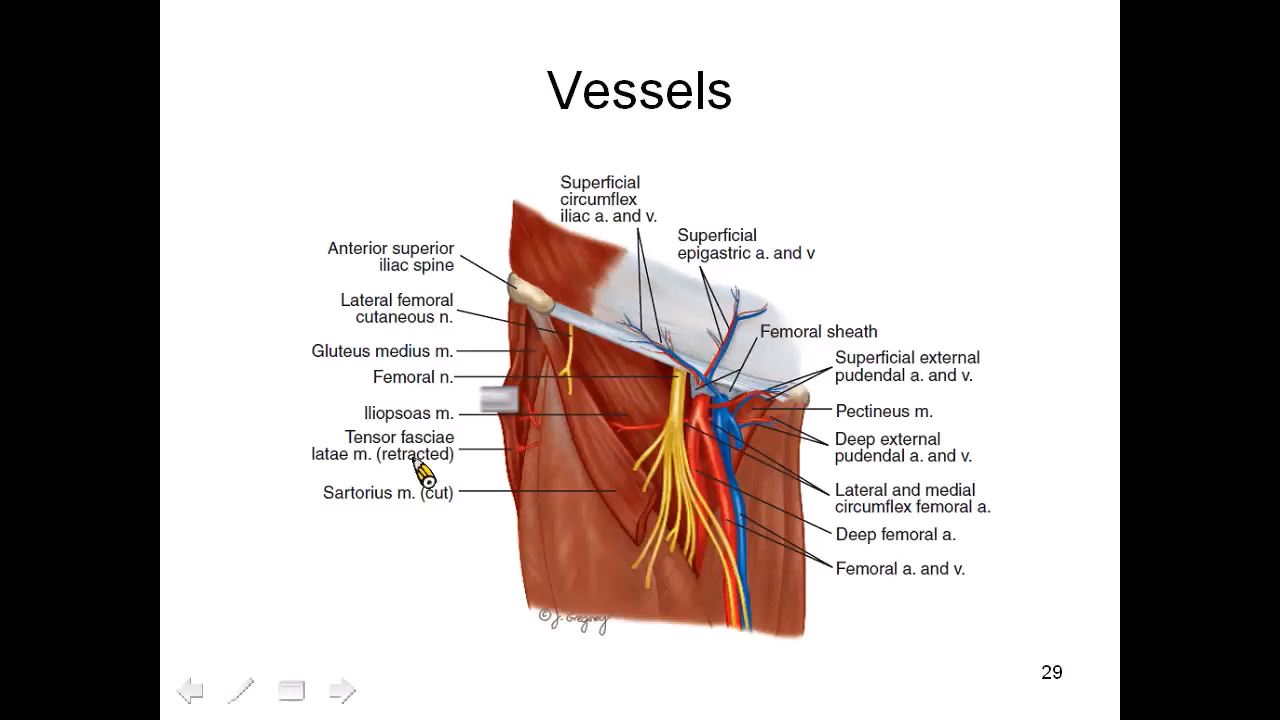 Vessels
Superficial
circumflex
iliac a. and v.
Superficial
epigastric a. and v
Anterior superior
iliac spine
Lateral femoral
cutaneous n.
Gluteus medius m.
Femoral n.
Iliopsoas m.
Tensor fasciae
latae m. (retracted)
Sartorius m. (cut)
Femoral sheath
Superficial external
pudendal a. and v.
Pectineus m.
Deep external
pudendal a. and v.
Lateral and medial
circumflex femoral a.
Deep femoral a.
Femoral a. and v.
© J. Gregory
29